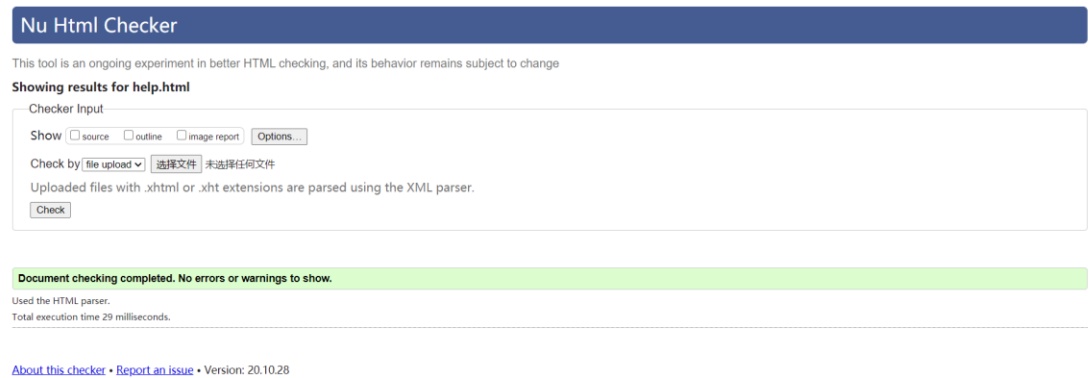 Nu Html Checker
This tool is an ongoing experiment in better HTML checking, and its behavior remains subject to change
Showing results for help.html
Checker Input
Show source outline image report Options...
Check by file upload 选择文件 未选择任何文件
Uploaded files with .xhtml or .xht extensions are parsed using the XML parser.
Check
Document checking completed. No errors or warnings to show.
Used the HTML parser.
Total execution time 29 milliseconds.
About this checker • Report an issue • Version: 20.10.28